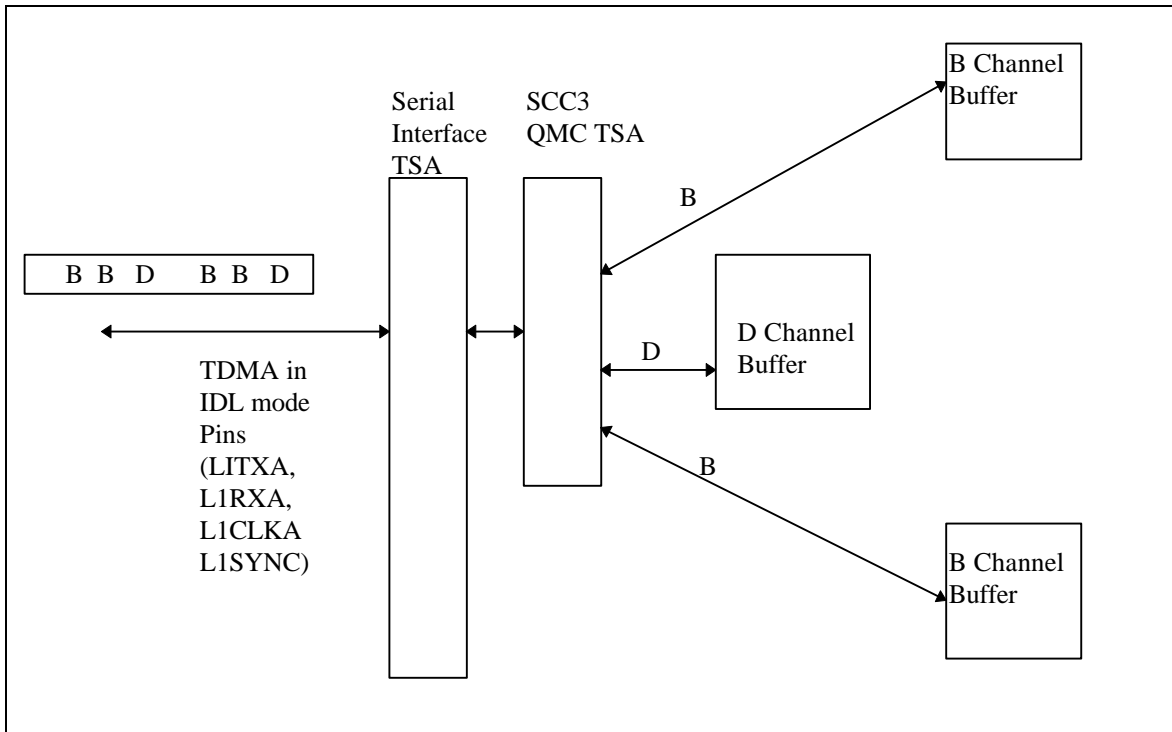 B Channel
Buffer
Serial
Interface
TSA
SCC3
QMC TSA
B
B B D B B D
TDMA in
IDL mode
Pins
(LITXA,
L1RXA,
L1CLKA
L1SYNC)
D
D Channel
Buffer
B
B Channel
Buffer